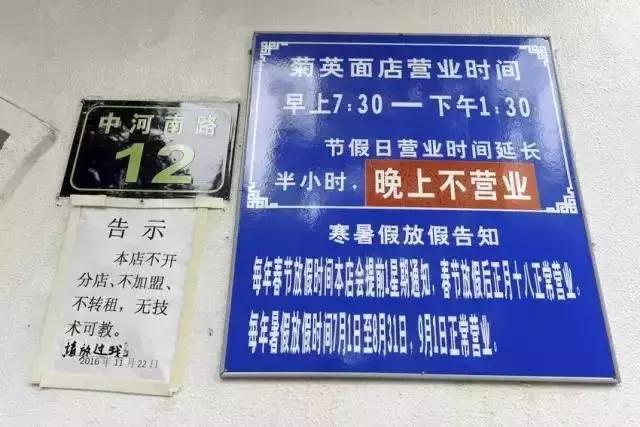 中河南路
12
告示
本店不开
分店、不加盟、
不转租，无技
术可教。
请放过我
2016年11月22日
菊英面店营业时间
早上7:30—下午1:30
节假日营业时间延长
半小时，晚上不营业
寒暑假放假告知
每年春节放假时间本店会提前1星期通知，春节放假后正月十八正常营业。
每年暑假放假时间7月1日至8月31日，9月1日正常营业。